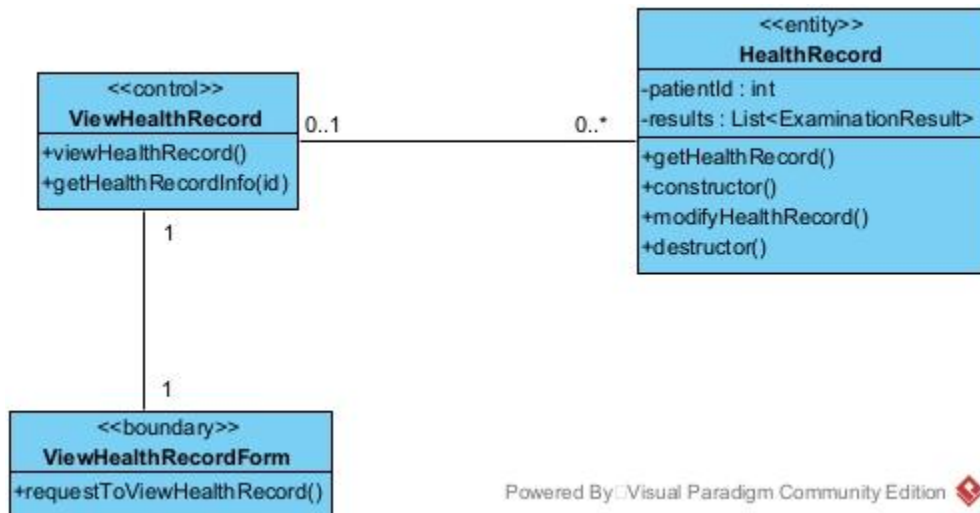 <<control>>
ViewHealthRecord
+viewHealthRecord()
+getHealthRecordInfo(id)
0..1
0..*
<<entity>>
HealthRecord
-patientId : int
-results : List<ExaminationResult>
+getHealthRecord()
+constructor()
+modifyHealthRecord()
+destructor()
1
1
<<boundary>>
ViewHealthRecordForm
+requestToViewHealthRecord()
Powered By Visual Paradigm Community Edition